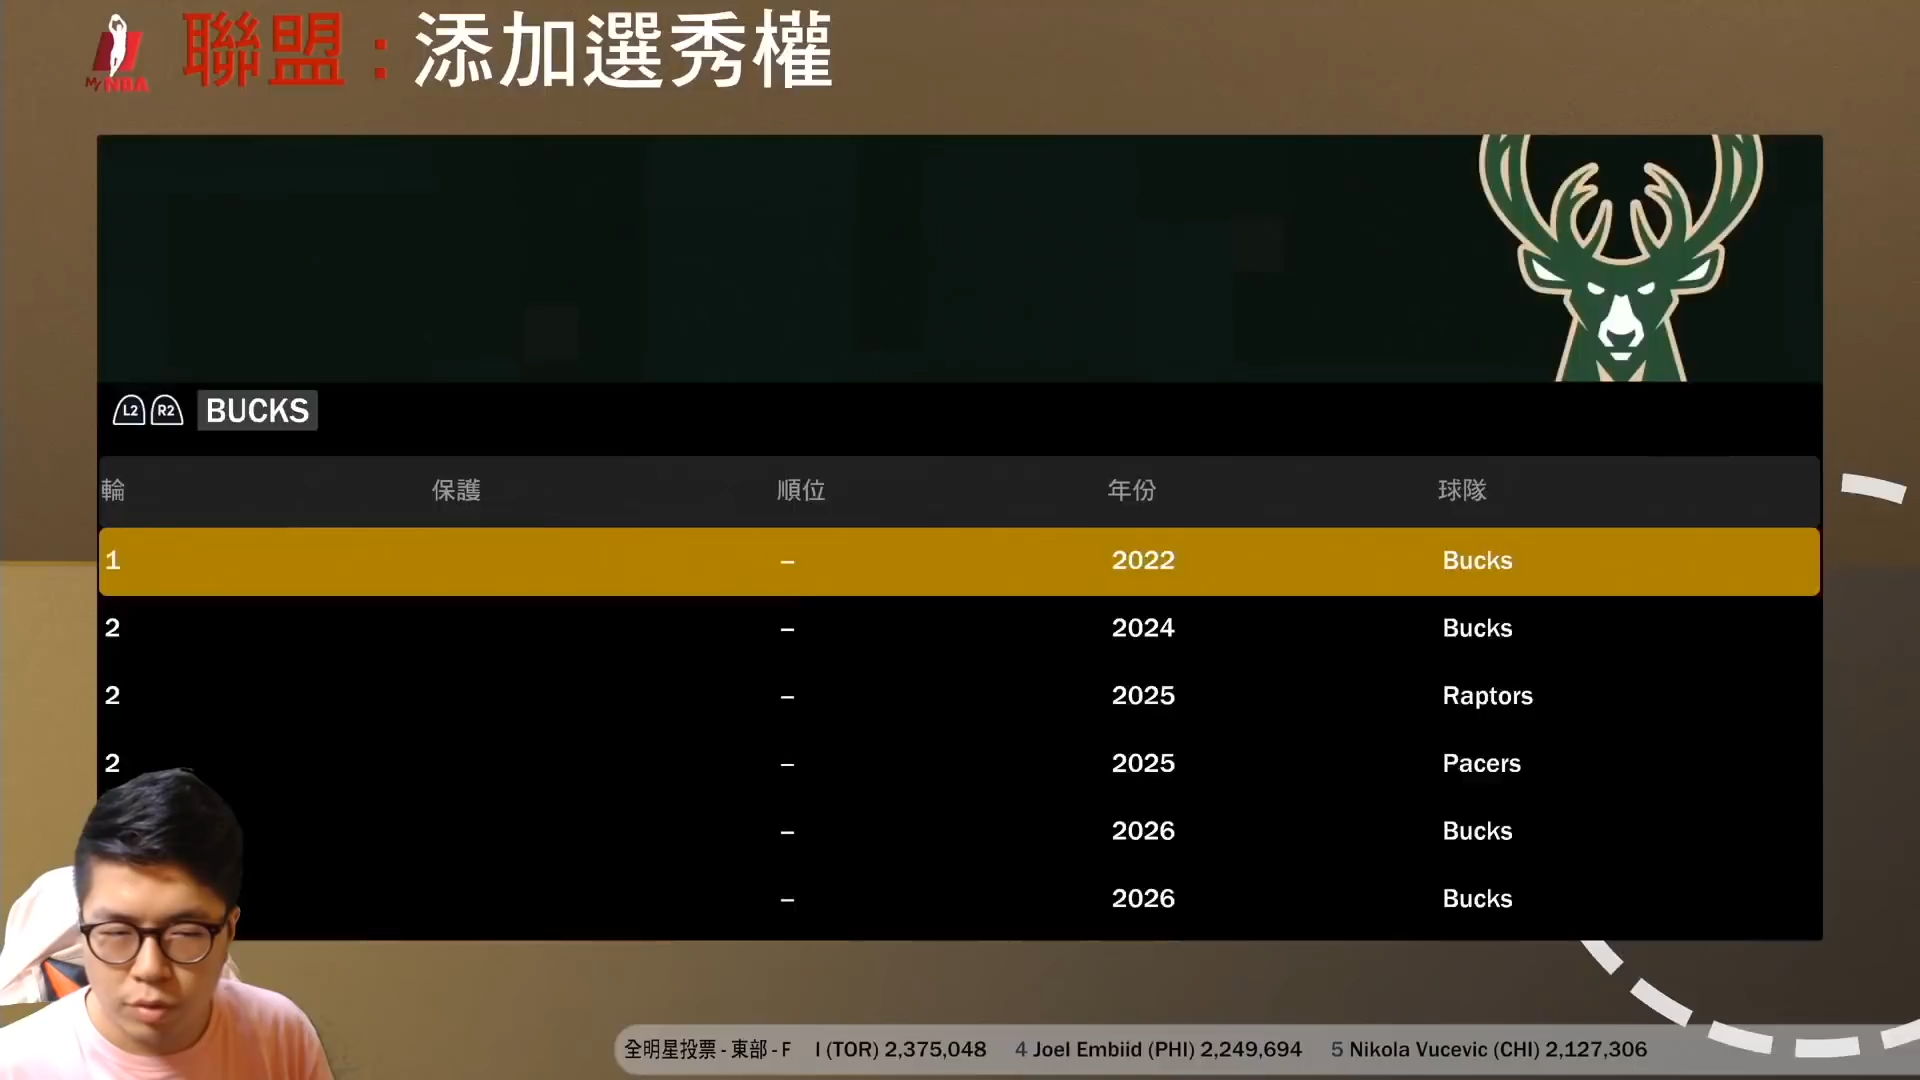 My NBA
聯盟 : 添加選秀權
L2 R2 BUCKS
輪 保護 順位 年份 球隊
1 – 2022 Bucks
2 – 2024 Bucks
2 – 2025 Raptors
2 – 2025 Pacers
– 2026 Bucks
– 2026 Bucks
全明星投票 - 東部 - F l (TOR) 2,375,048 4 Joel Embiid (PHI) 2,249,694 5 Nikola Vucevic (CHI) 2,127,306